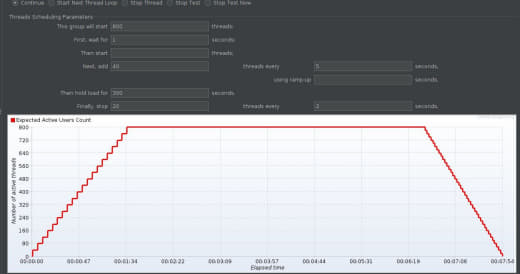 Continue Start Next Thread Loop Stop Thread Stop Test Stop Test Now
Threads Scheduling Parameters
This group will start 800 threads:
First, wait for 1 seconds;
Then start threads;
Next, add 40 threads every 5 seconds,
using ramp-up seconds.
Then hold load for 300 seconds.
Finally, stop 20 threads every 2 seconds.
Expected Active Users Count
800
720
640
560
480
400
320
240
160
80
0
Number of active threads
00:00:00 00:00:47 00:01:34 00:02:22 00:03:09 00:03:57 00:04:44 00:05:31 00:06:19 00:07:06 00:07:54
Elapsed time